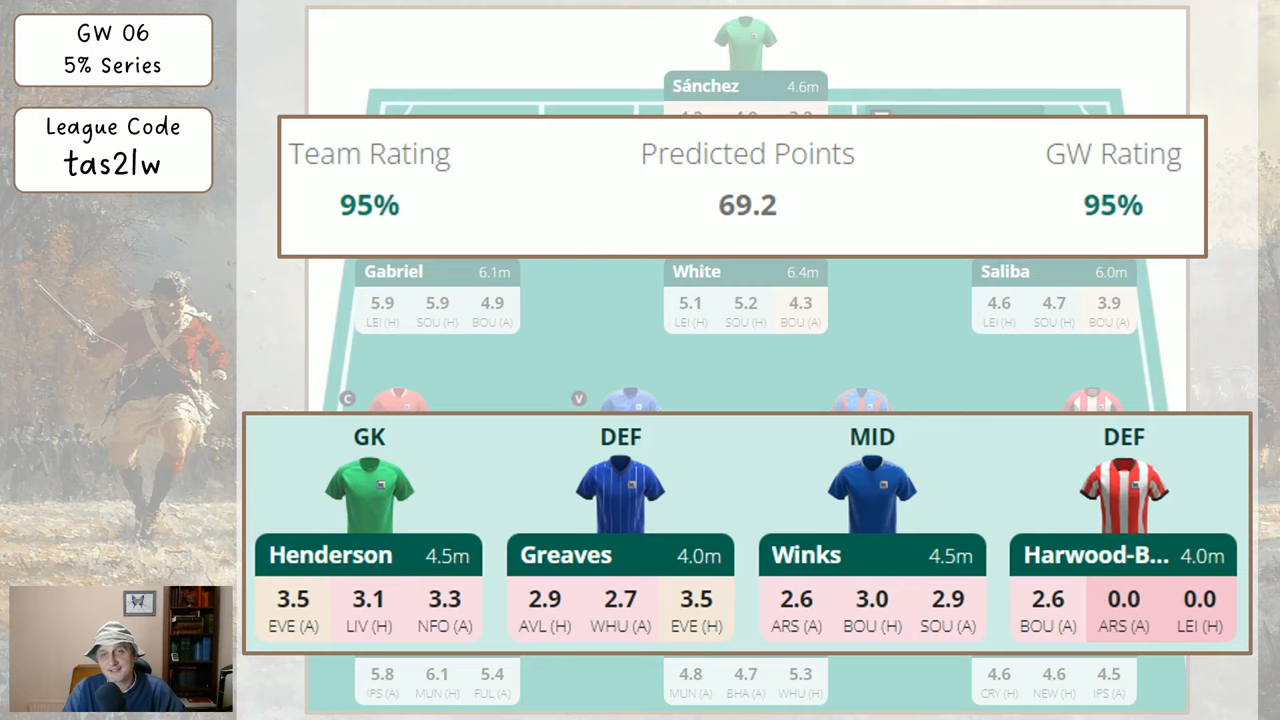 GW 06
5% Series
League Code
tas2lw
Sánchez 4.6m
Team Rating Predicted Points GW Rating
95% 69.2 95%
Gabriel 6.1m White 6.4m Saliba 6.0m
5.9 5.9 4.9 5.1 5.2 4.3 4.6 4.7 3.9
LEI (H) SOU (H) BOU (A) LEI (H) SOU (H) BOU (A) LEI (H) SOU (H) BOU (A)
C V
GK DEF MID DEF
Henderson 4.5m Greaves 4.0m Winks 4.5m Harwood-B... 4.0m
3.5 3.1 3.3 2.9 2.7 3.5 2.6 3.0 2.9 2.6 0.0 0.0
EVE (A) LIV (H) NFO (A) AVL (H) WHU (A) EVE (H) ARS (A) BOU (H) SOU (A) BOU (A) ARS (A) LEI (H)
5.8 6.1 5.4 4.8 4.7 5.3 4.6 4.6 4.5
IPS (A) MUN (H) FUL (A) MUN (A) BHA (A) WHU (H) CRY (H) NEW (H) IPS (A)